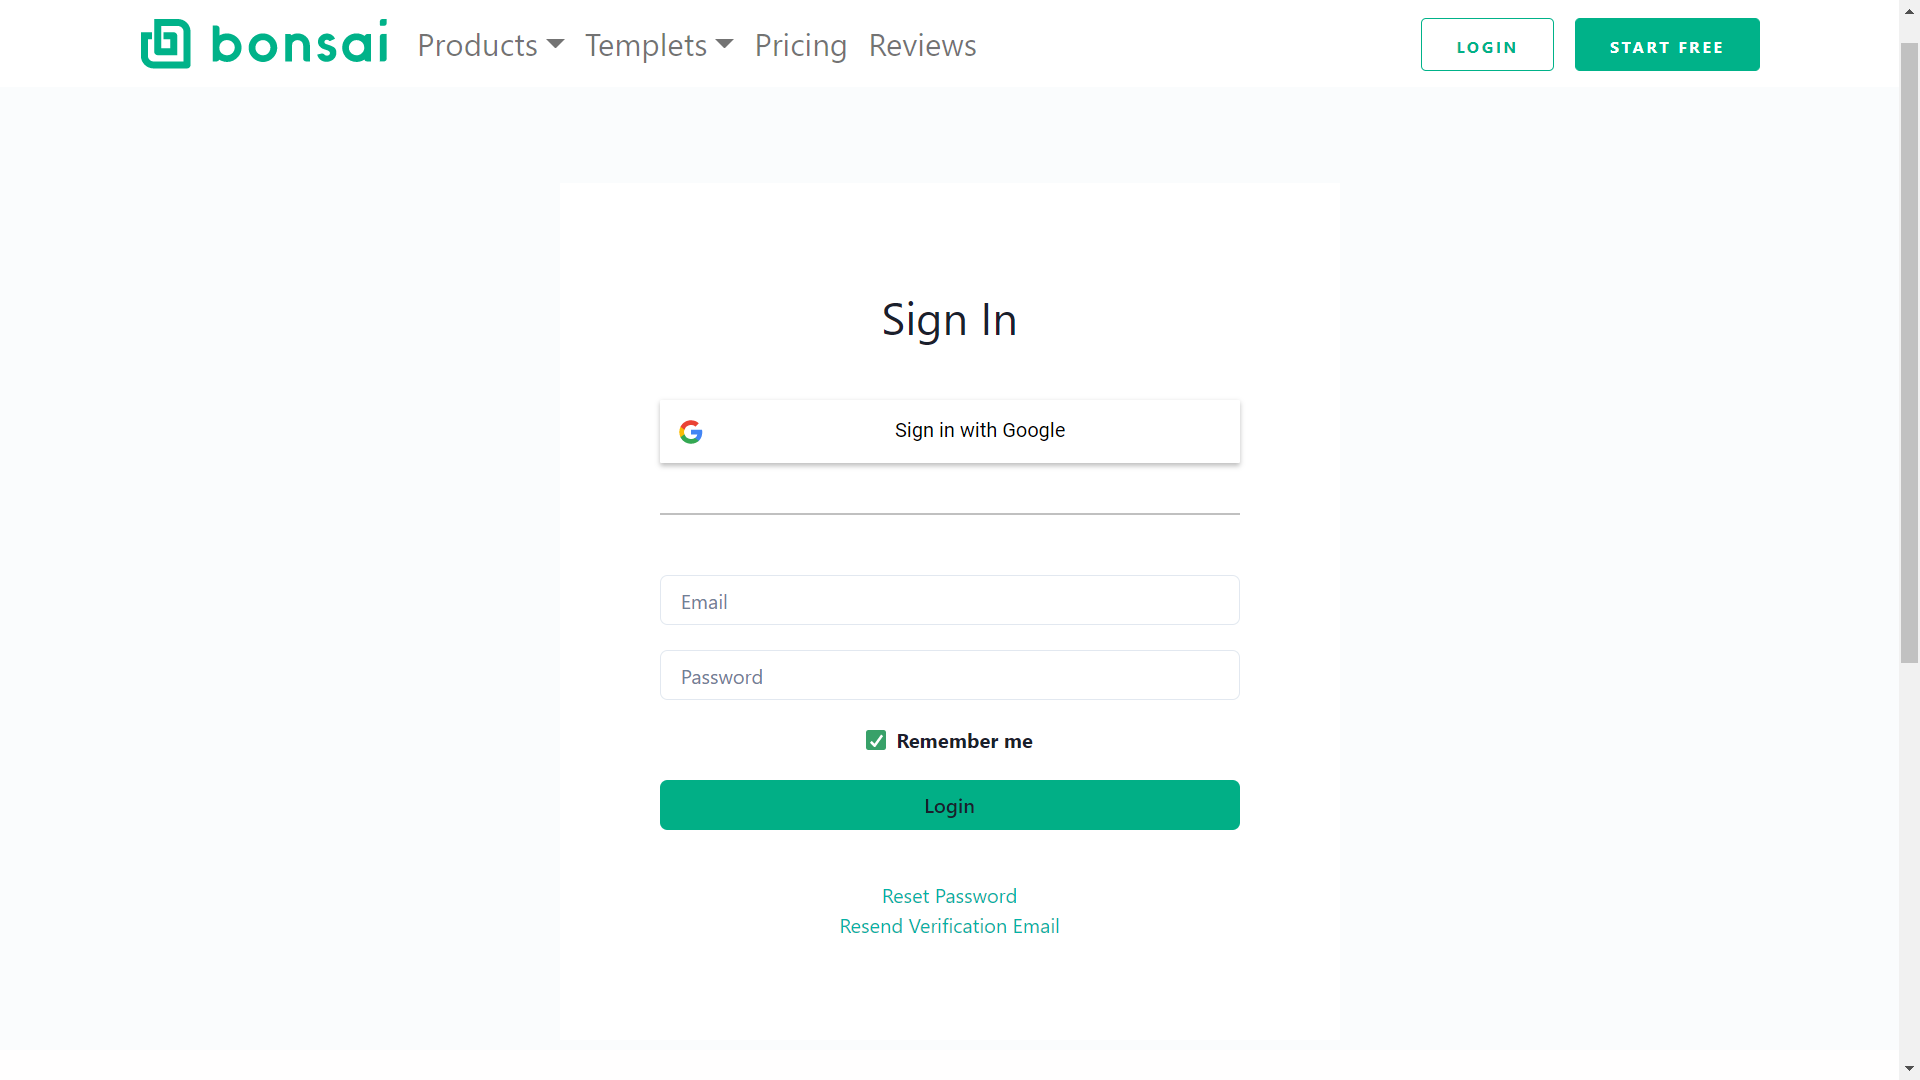 bonsai Products Templets Pricing Reviews LOGIN START FREE
Sign In
Sign in with Google
Email
Password
Remember me
Login
Reset Password
Resend Verification Email